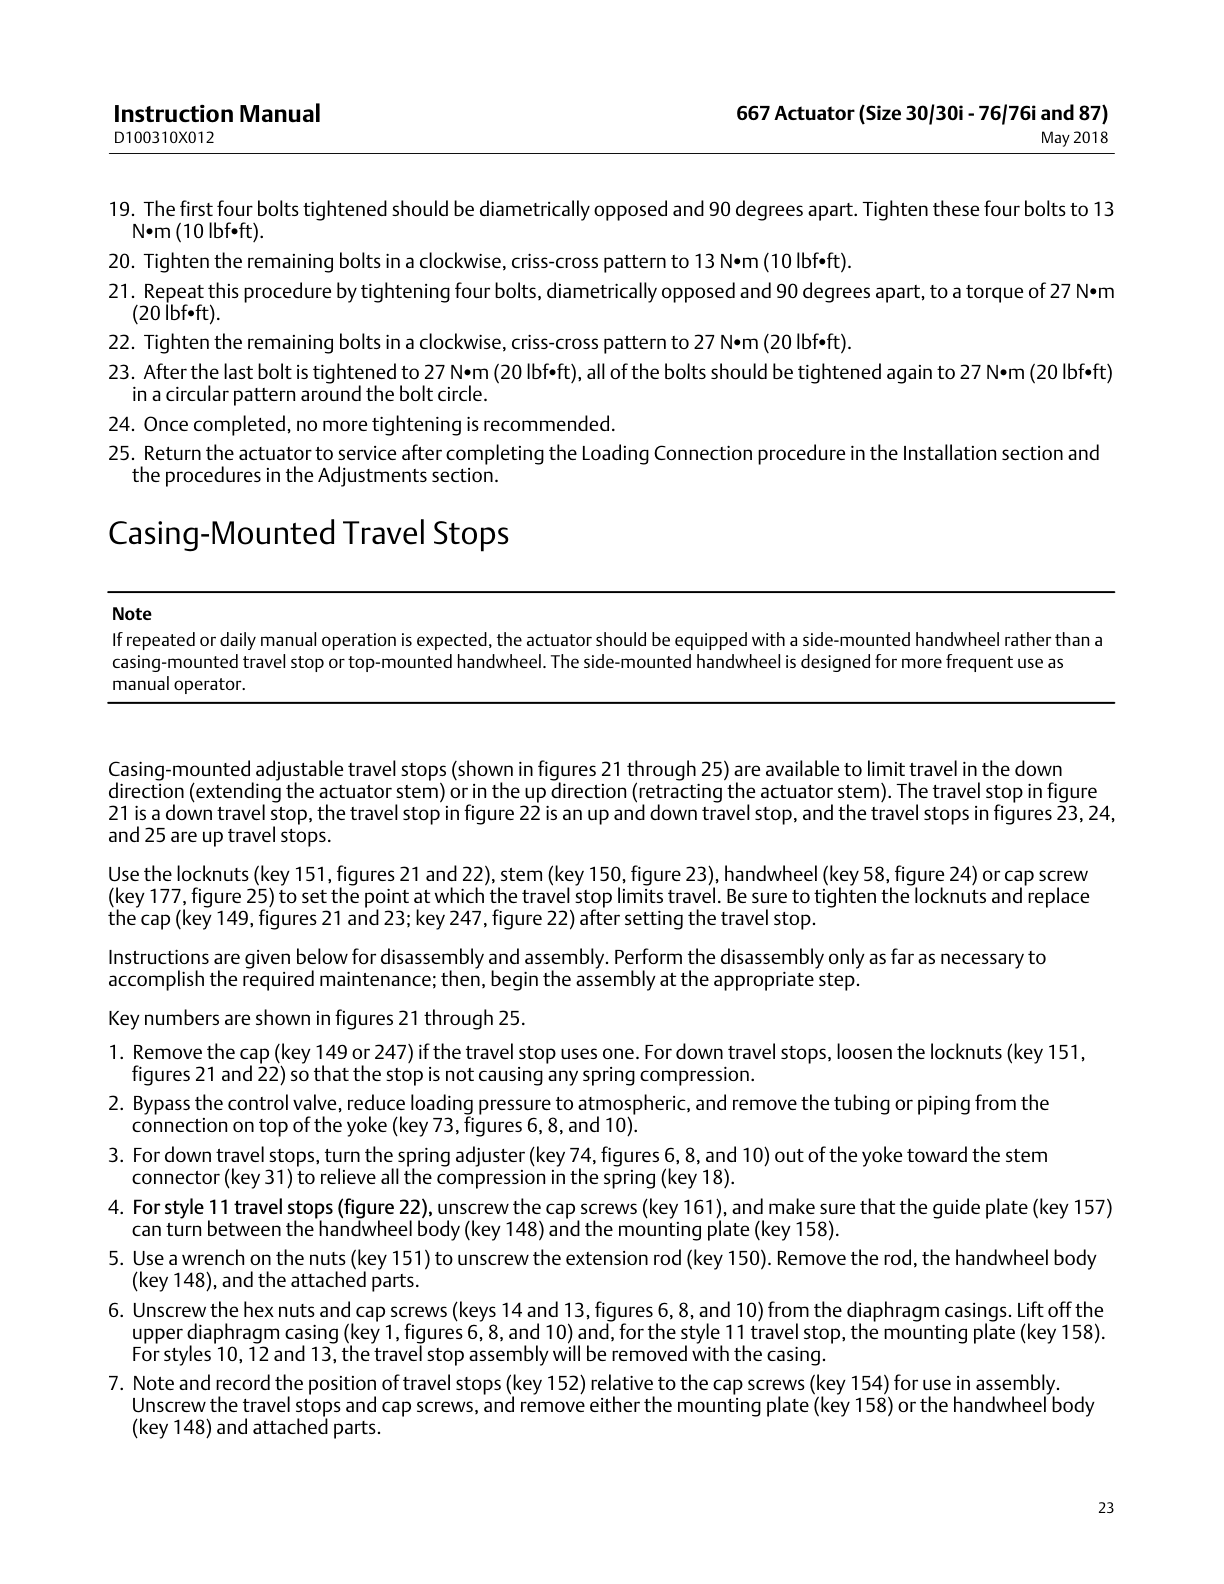 Instruction Manual
D100310X012
667 Actuator (Size 30/30i - 76/76i and 87)
May 2018
19. The first four bolts tightened should be diametrically opposed and 90 degrees apart. Tighten these four bolts to 13
N•m (10 lbf•ft).
20. Tighten the remaining bolts in a clockwise, criss-cross pattern to 13 N•m (10 lbf•ft).
21. Repeat this procedure by tightening four bolts, diametrically opposed and 90 degrees apart, to a torque of 27 N•m
(20 lbf•ft).
22. Tighten the remaining bolts in a clockwise, criss-cross pattern to 27 N•m (20 lbf•ft).
23. After the last bolt is tightened to 27 N•m (20 lbf•ft), all of the bolts should be tightened again to 27 N•m (20 lbf•ft)
in a circular pattern around the bolt circle.
24. Once completed, no more tightening is recommended.
25. Return the actuator to service after completing the Loading Connection procedure in the Installation section and
the procedures in the Adjustments section.
Casing-Mounted Travel Stops
Note
If repeated or daily manual operation is expected, the actuator should be equipped with a side-mounted handwheel rather than a
casing-mounted travel stop or top-mounted handwheel. The side-mounted handwheel is designed for more frequent use as
manual operator.
Casing-mounted adjustable travel stops (shown in figures 21 through 25) are available to limit travel in the down
direction (extending the actuator stem) or in the up direction (retracting the actuator stem). The travel stop in figure
21 is a down travel stop, the travel stop in figure 22 is an up and down travel stop, and the travel stops in figures 23, 24,
and 25 are up travel stops.
Use the locknuts (key 151, figures 21 and 22), stem (key 150, figure 23), handwheel (key 58, figure 24) or cap screw
(key 177, figure 25) to set the point at which the travel stop limits travel. Be sure to tighten the locknuts and replace
the cap (key 149, figures 21 and 23; key 247, figure 22) after setting the travel stop.
Instructions are given below for disassembly and assembly. Perform the disassembly only as far as necessary to
accomplish the required maintenance; then, begin the assembly at the appropriate step.
Key numbers are shown in figures 21 through 25.
1. Remove the cap (key 149 or 247) if the travel stop uses one. For down travel stops, loosen the locknuts (key 151,
figures 21 and 22) so that the stop is not causing any spring compression.
2. Bypass the control valve, reduce loading pressure to atmospheric, and remove the tubing or piping from the
connection on top of the yoke (key 73, figures 6, 8, and 10).
3. For down travel stops, turn the spring adjuster (key 74, figures 6, 8, and 10) out of the yoke toward the stem
connector (key 31) to relieve all the compression in the spring (key 18).
4. For style 11 travel stops (figure 22), unscrew the cap screws (key 161), and make sure that the guide plate (key 157)
can turn between the handwheel body (key 148) and the mounting plate (key 158).
5. Use a wrench on the nuts (key 151) to unscrew the extension rod (key 150). Remove the rod, the handwheel body
(key 148), and the attached parts.
6. Unscrew the hex nuts and cap screws (keys 14 and 13, figures 6, 8, and 10) from the diaphragm casings. Lift off the
upper diaphragm casing (key 1, figures 6, 8, and 10) and, for the style 11 travel stop, the mounting plate (key 158).
For styles 10, 12 and 13, the travel stop assembly will be removed with the casing.
7. Note and record the position of travel stops (key 152) relative to the cap screws (key 154) for use in assembly.
Unscrew the travel stops and cap screws, and remove either the mounting plate (key 158) or the handwheel body
(key 148) and attached parts.
23